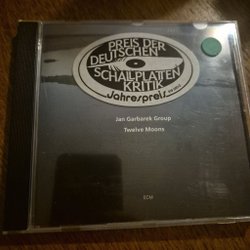 PREIS DER
DEUTSCHEN
SCHALLPLATTEN
KRITIK
Jahrespreis
Jan Garbarek Group
Twelve Moons
ECM